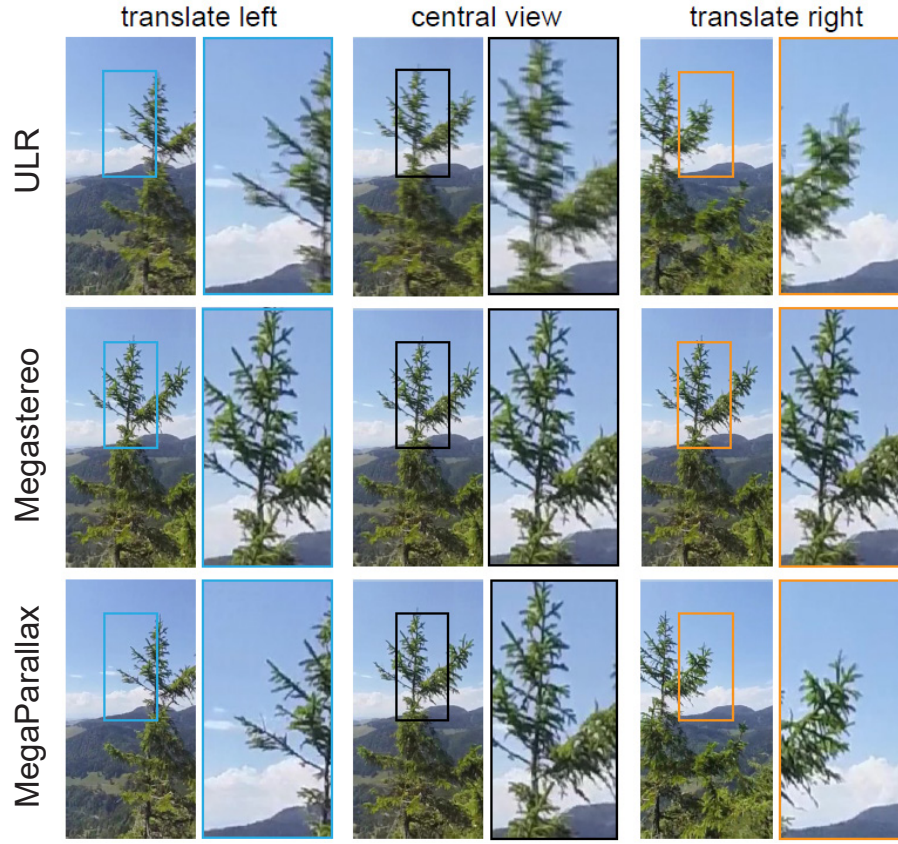 translate left
central view
translate right
ULR
Megastereo
MegaParallax